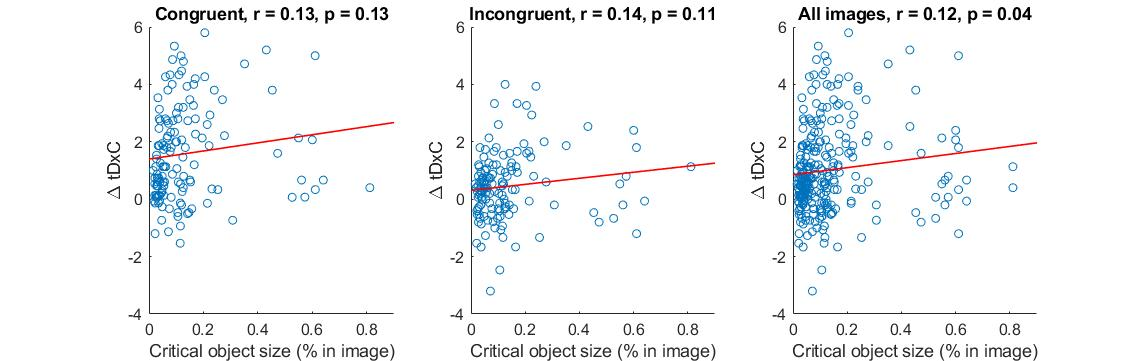 Congruent, r = 0.13, p = 0.13
6
4
2
0
-2
-4
Δ tDxC
0 0.2 0.4 0.6 0.8
Critical object size (% in image)
Incongruent, r = 0.14, p = 0.11
6
4
2
0
-2
-4
Δ tDxC
0 0.2 0.4 0.6 0.8
Critical object size (% in image)
All images, r = 0.12, p = 0.04
6
4
2
0
-2
-4
Δ tDxC
0 0.2 0.4 0.6 0.8
Critical object size (% in image)